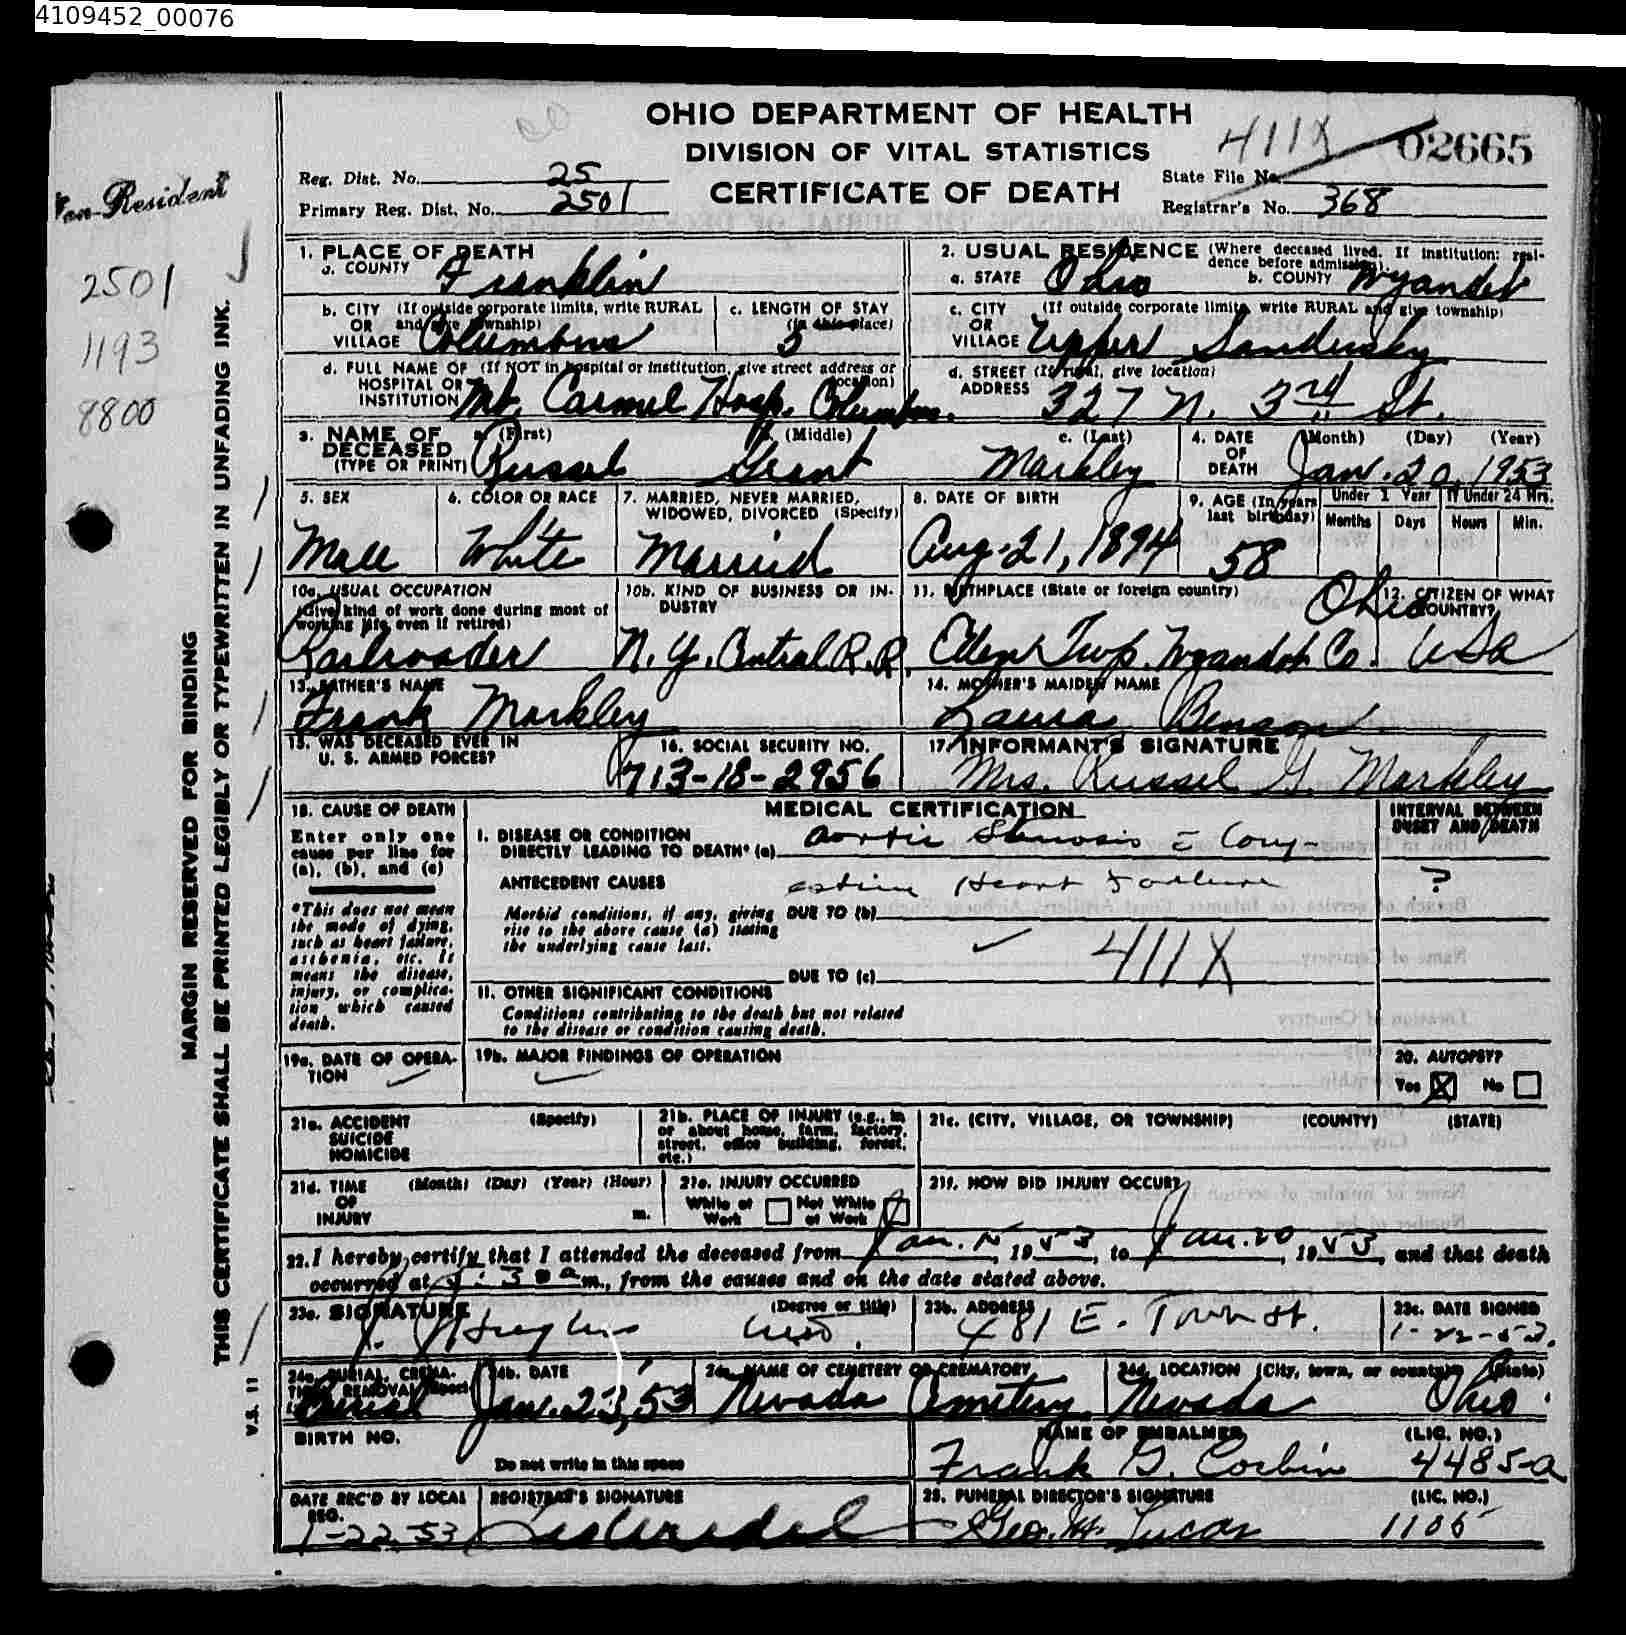 4109452_00076
OHIO DEPARTMENT OF HEALTH
DIVISION OF VITAL STATISTICS
CERTIFICATE OF DEATH
Reg. Dist. No. 25
Primary Reg. Dist. No. 2501
411X 02665
State File No.
Registrar's No. 368
Non-Resident
2501
1193
8800
MARGIN RESERVED FOR BINDING
THIS CERTIFICATE SHALL BE PRINTED LEGIBLY OR TYPEWRITTEN IN UNFADING INK.
V.S. 11
1. PLACE OF DEATH
a. COUNTY Franklin
2. USUAL RESIDENCE (Where deceased lived. If institution: resi-
dence before admission).
a. STATE Ohio b. COUNTY Wyandot
b. CITY (If outside corporate limits, write RURAL
OR and give township)
VILLAGE Columbus
c. LENGTH OF STAY
(in this place)
5
c. CITY (If outside corporate limits, write RURAL and give township)
OR
VILLAGE Upper Sandusky
d. FULL NAME OF (If NOT in hospital or institution, give street address or
HOSPITAL OR location)
INSTITUTION Mt. Carmel Hosp. Columbus.
d. STREET (If rural, give location)
ADDRESS 327 N. 3rd St.
3. NAME OF DECEASED
(TYPE OR PRINT)
a. (First) b. (Middle) c. (Last)
Russel Grant Markley
4. DATE OF DEATH (Month) (Day) (Year)
Jan. 20, 1953
5. SEX
Male
6. COLOR OR RACE
White
7. MARRIED, NEVER MARRIED,
WIDOWED, DIVORCED (Specify)
Married
8. DATE OF BIRTH
Aug. 21, 1894
9. AGE (In years
last birthday)
58
Under 1 Year If Under 24 Hrs.
Months Days Hours Min.
10a. USUAL OCCUPATION
(Give kind of work done during most of
working life, even if retired)
Railroader
10b. KIND OF BUSINESS OR IN-
DUSTRY
N. Y. Central R.R.
11. BIRTHPLACE (State or foreign country)
Ohio
Eden Twp. Wyandot Co.
12. CITIZEN OF WHAT
COUNTRY?
USA
13. FATHER'S NAME
Frank Markley
14. MOTHER'S MAIDEN NAME
Laura Benson
15. WAS DECEASED EVER IN
U. S. ARMED FORCES?
16. SOCIAL SECURITY NO.
713-18-2956
17. INFORMANT'S SIGNATURE
Mrs. Russel G. Markley
18. CAUSE OF DEATH
Enter only one
cause per line for
(a), (b), and (c)
*This does not mean
the mode of dying,
such as heart failure,
asthenia, etc. It
means the disease,
injury, or complica-
tion which caused
death.
MEDICAL CERTIFICATION
INTERVAL BETWEEN
ONSET AND DEATH
I. DISEASE OR CONDITION
DIRECTLY LEADING TO DEATH* (a) Aortic Stenosis c̄ Cong-
ANTECEDENT CAUSES estive Heart Failure
?
Morbid conditions, if any, giving DUE TO (b)
rise to the above cause (a) stating
the underlying cause last.
411X
DUE TO (c)
II. OTHER SIGNIFICANT CONDITIONS
Conditions contributing to the death but not related
to the disease or condition causing death.
19a. DATE OF OPERA-
TION
19b. MAJOR FINDINGS OF OPERATION
20. AUTOPSY?
Yes X No
21a. ACCIDENT (Specify)
SUICIDE
HOMICIDE
21b. PLACE OF INJURY (e.g., in
or about home, farm, factory,
street, office building, forest,
etc.)
21c. (CITY, VILLAGE, OR TOWNSHIP) (COUNTY) (STATE)
21d. TIME (Month) (Day) (Year) (Hour)
OF
INJURY m.
21e. INJURY OCCURRED
While at Work Not While at Work
21f. HOW DID INJURY OCCUR?
22. I hereby certify that I attended the deceased from Jan. 1953, to Jan. 20 1953, and that death
occurred at :30 a m., from the causes and on the date stated above.
23a. SIGNATURE (Degree or title)
J. Hughes MD.
23b. ADDRESS
481 E. Town St.
23c. DATE SIGNED
1-22-53.
24a. BURIAL, CREMA-
TION, REMOVAL (Specify)
Burial
24b. DATE
Jan. 23, 53
24c. NAME OF CEMETERY OR CREMATORY
Nevada Cemetery
24d. LOCATION (City, town, or county) (State)
Nevada Ohio
BIRTH NO.
Do not write in this space
NAME OF EMBALMER (LIC. NO.)
Frank G. Corbin 4485-a
DATE REC'D BY LOCAL
REG.
1-22-53
REGISTRAR'S SIGNATURE
25. FUNERAL DIRECTOR'S SIGNATURE (LIC. NO.)
Geo. H. Lucas 1106